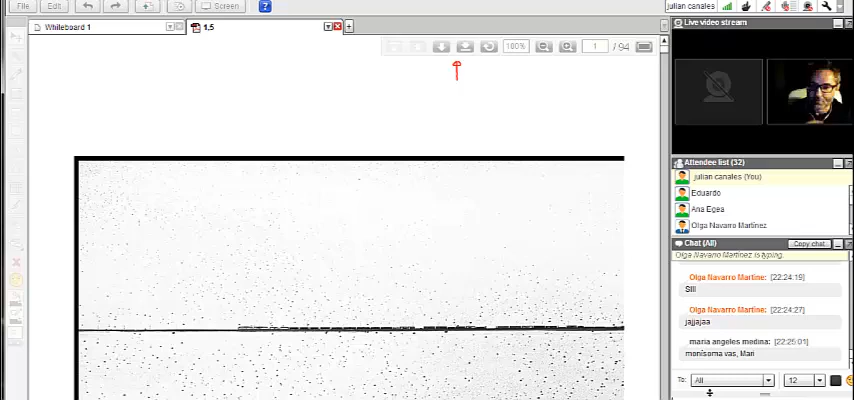 File Edit Screen ? julian canales
Whiteboard 1 1,5
100% 1 / 94
Live video stream
Attendee list (32)
julian canales (You)
Eduardo
Ana Egea
Olga Navarro Martinez
Chat (All) Copy chat
Olga Navarro Martinez is typing.
Olga Navarro Martine: [22:24:19]
SIII
Olga Navarro Martine: [22:24:27]
jajjajaa
maria angeles medina: [22:25:01]
monísoma vas, Mari
To: All 12